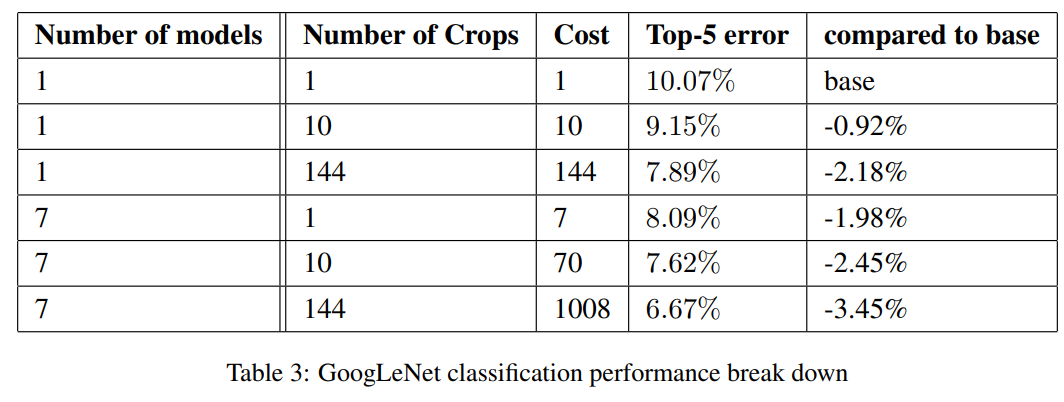 Number of models Number of Crops Cost Top-5 error compared to base
1 1 1 10.07% base
1 10 10 9.15% -0.92%
1 144 144 7.89% -2.18%
7 1 7 8.09% -1.98%
7 10 70 7.62% -2.45%
7 144 1008 6.67% -3.45%
Table 3: GoogLeNet classification performance break down